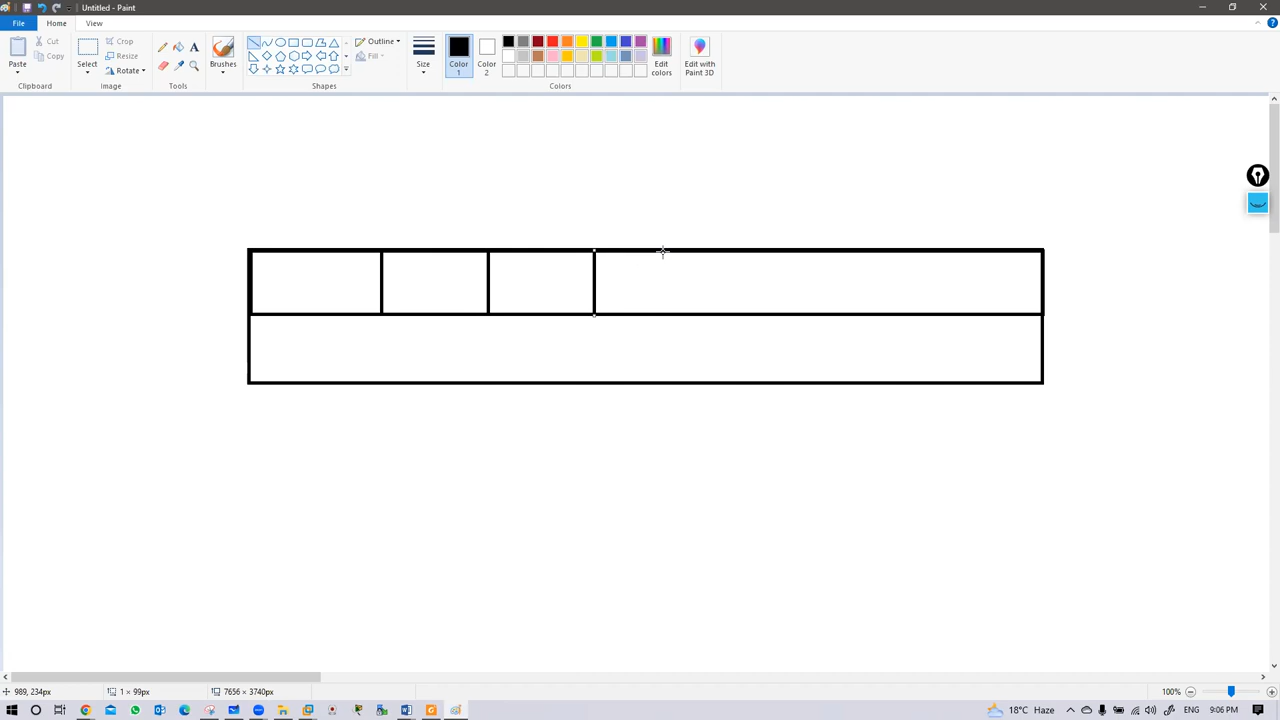 Untitled - Paint
File
Home
View
Paste
Cut
Copy
Clipboard
Select
Crop
Resize
Rotate
Image
Tools
Brushes
Shapes
Outline
Fill
Size
Color 1
Color 2
Colors
Edit colors
Edit with Paint 3D
989, 234px
1 × 99px
7656 × 3740px
100%
18°C Haze
ENG
9:06 PM